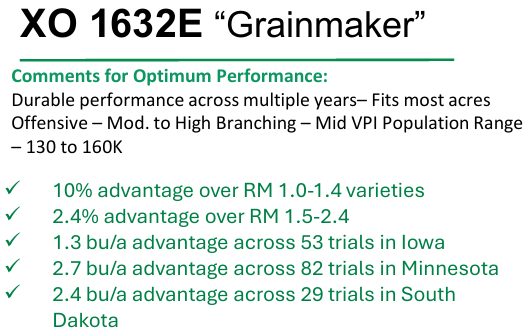 XO 1632E “Grainmaker”
Comments for Optimum Performance:
Durable performance across multiple years– Fits most acres
Offensive – Mod. to High Branching – Mid VPI Population Range
– 130 to 160K
✓ 10% advantage over RM 1.0-1.4 varieties
✓ 2.4% advantage over RM 1.5-2.4
✓ 1.3 bu/a advantage across 53 trials in Iowa
✓ 2.7 bu/a advantage across 82 trials in Minnesota
✓ 2.4 bu/a advantage across 29 trials in South
Dakota